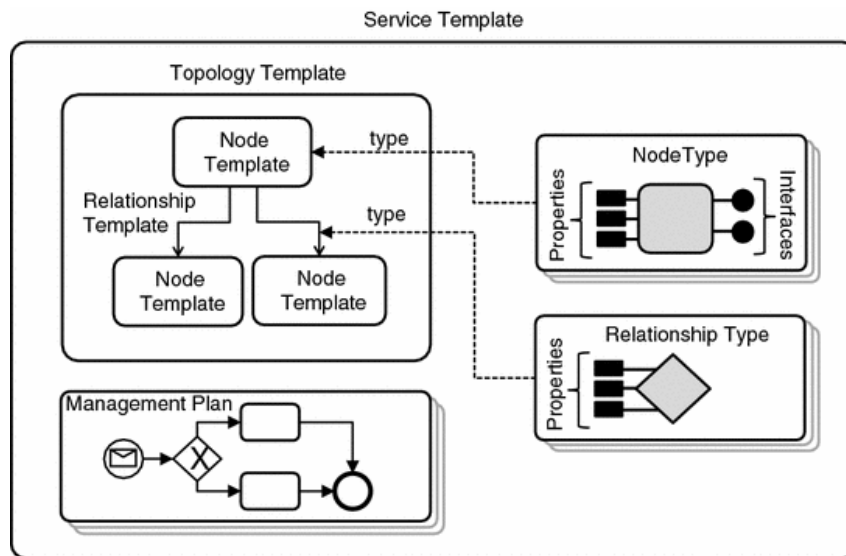 Service Template
Topology Template
Node
Template
type
Relationship
Template
type
Node
Template
Node
Template
NodeType
Properties
Interfaces
Relationship Type
Properties
Management Plan
X